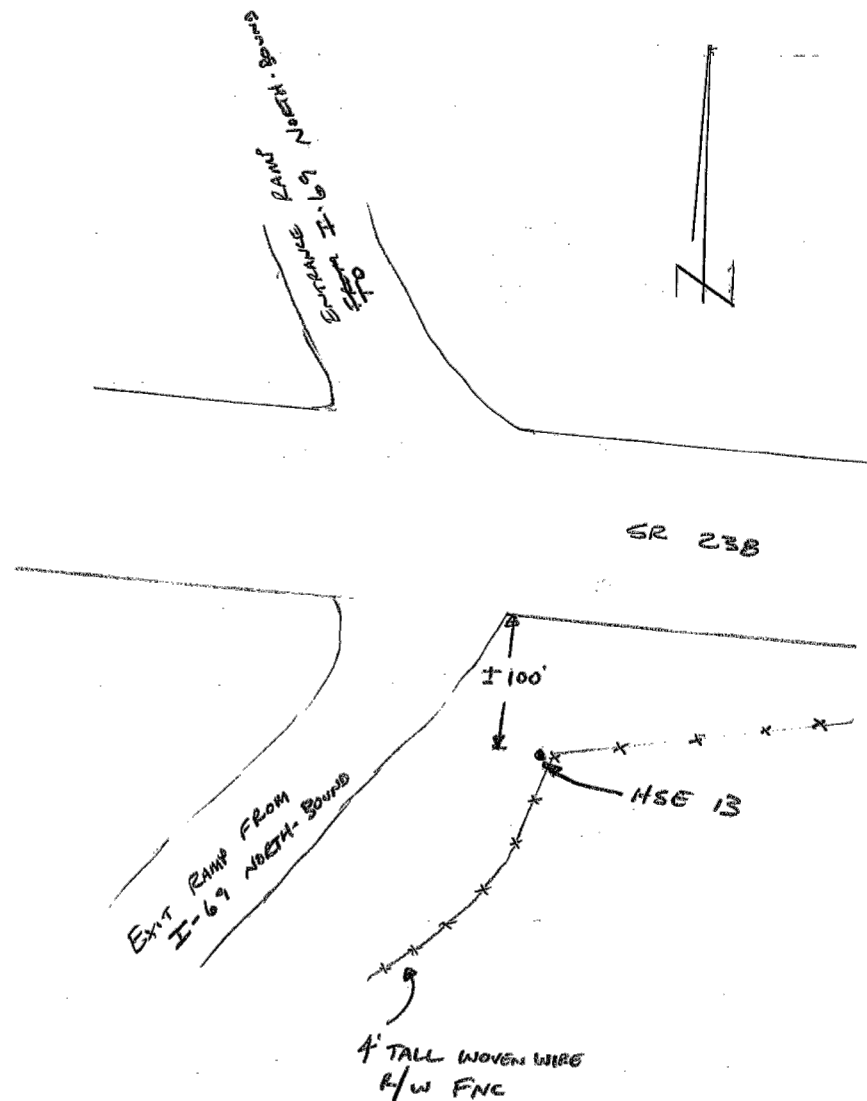 ENTRANCE RAMP
FROM I-69 NORTH-BOUND
TO
N
SR 238
± 100'
HSE 13
EXIT RAMP FROM
I-69 NORTH-BOUND
4' TALL WOVEN WIRE
R/W FNC